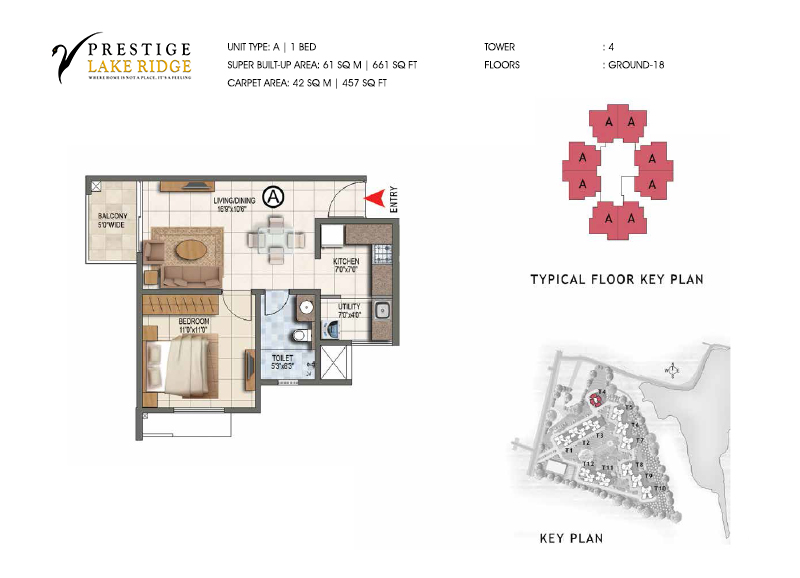 PRESTIGE
LAKE RIDGE
WHERE HOME IS NOT A PLACE, IT'S A FEELING
UNIT TYPE: A | 1 BED
SUPER BUILT-UP AREA: 61 SQ M | 661 SQ FT
CARPET AREA: 42 SQ M | 457 SQ FT
TOWER : 4
FLOORS : GROUND-18
A A
A A
A A
A A
TYPICAL FLOOR KEY PLAN
BALCONY
5'0"WIDE
LIVING/DINING
16'9"x10'6"
A
ENTRY
KITCHEN
7'0"x7'0"
UTILITY
7'0"x4'0"
BEDROOM
11'0"x11'0"
TOILET
5'3"x8'3"
N
W E
S
T4
T5
T6
T7
T3
T2
T1
T12
T11
T8
T9
T10
KEY PLAN